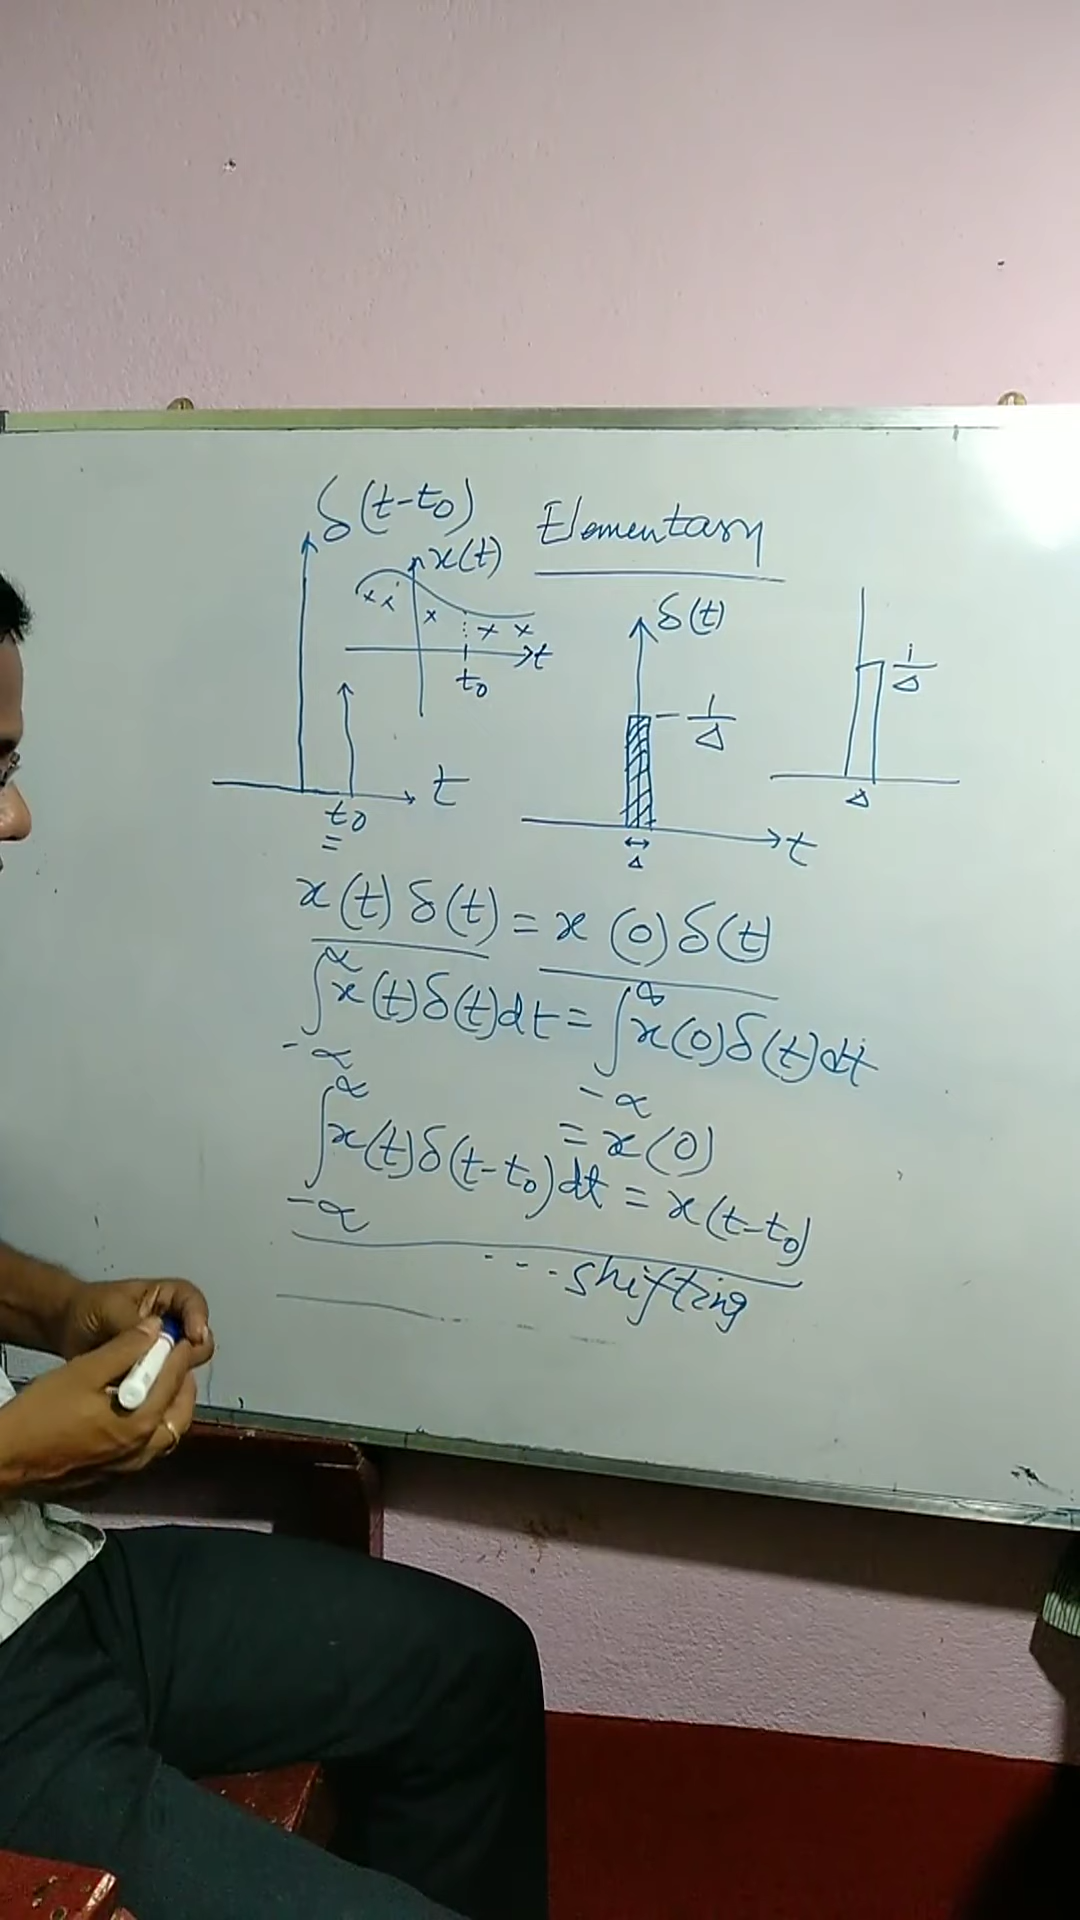 δ(t-t₀)
Elementary
x(t)
t
t₀
t
t₀
=
δ(t)
1/Δ
t
Δ
1/Δ
Δ
x(t) δ(t) = x(0) δ(t)
∫_{-∝}^{∝} x(t) δ(t) dt = ∫_{-∝}^{∝} x(0) δ(t) dt
= x(0)
∫_{-∝}^{∝} x(t) δ(t-t₀) dt = x(t-t₀)
...shifting